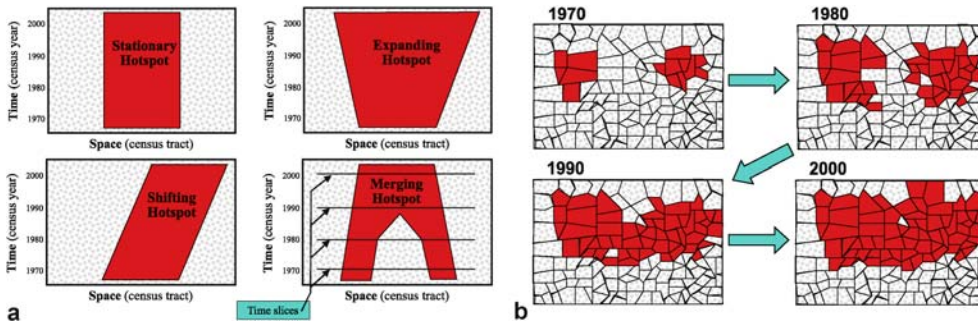 Time (census year)
2000
1990
1980
1970
Stationary
Hotspot
Space (census tract)
Time (census year)
2000
1990
1980
1970
Expanding
Hotspot
Space (census tract)
Time (census year)
2000
1990
1980
1970
Shifting
Hotspot
Space (census tract)
Time (census year)
2000
1990
1980
1970
Merging
Hotspot
Space (census tract)
Time slices
a
1970
1980
1990
2000
b